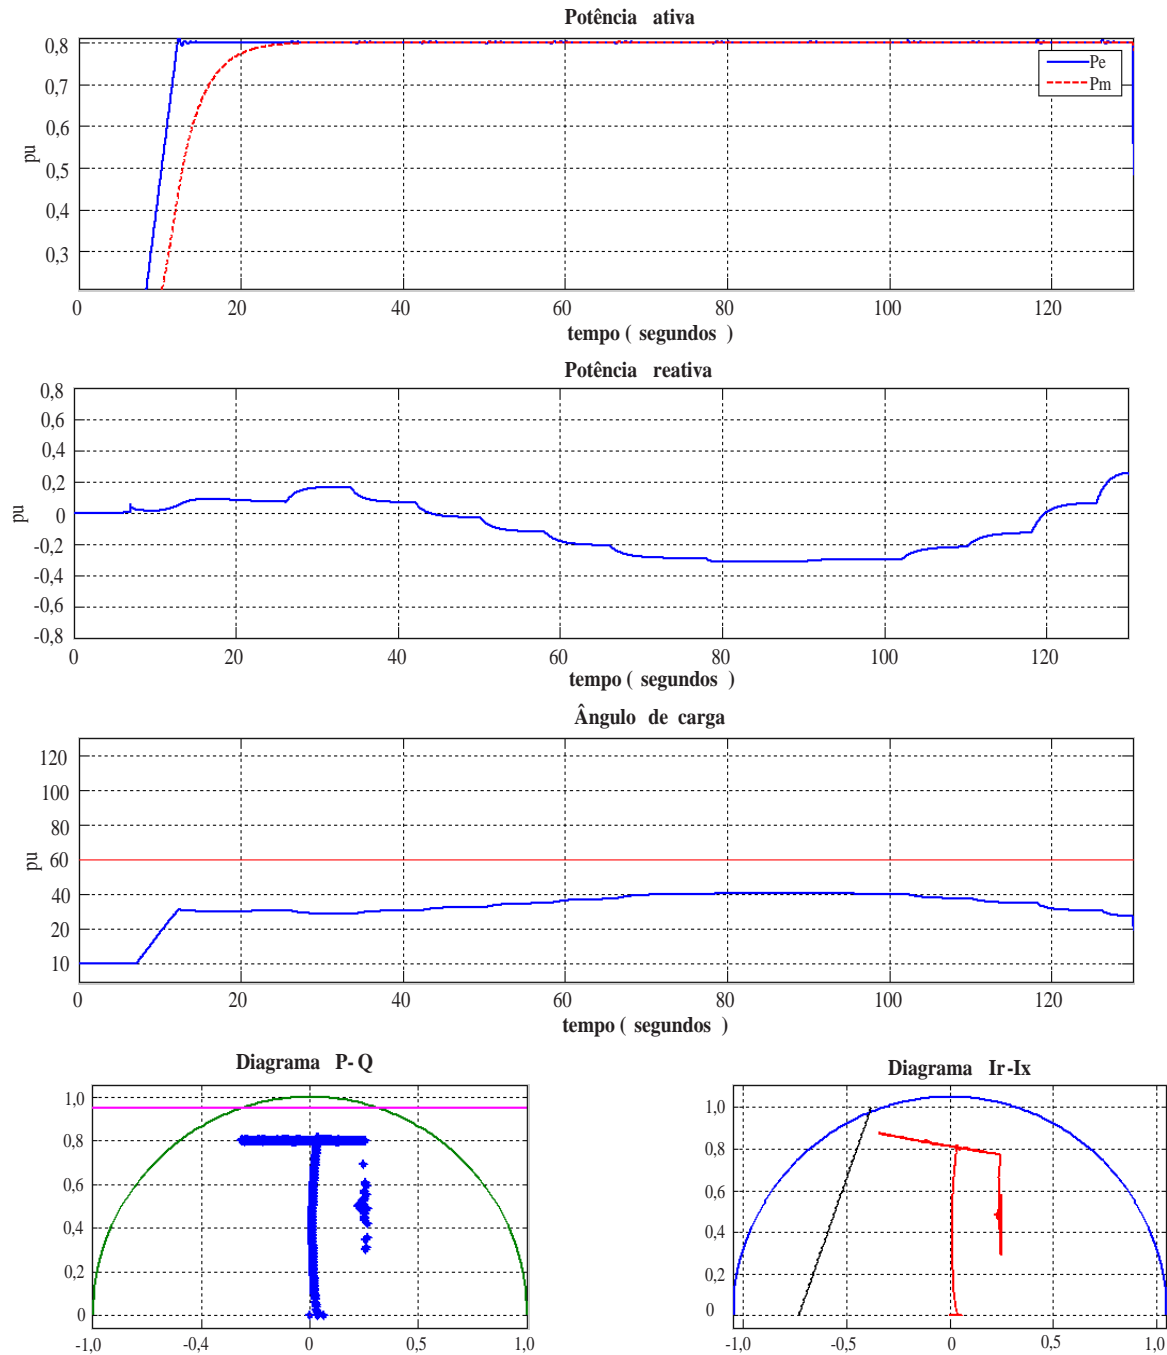 Potência ativa
0,8
0,7
0,6
0,5
0,4
0,3
pu
Pe
Pm
0 20 40 60 80 100 120
tempo ( segundos )
Potência reativa
0,8
0,6
0,4
0,2
0
-0,2
-0,4
-0,6
-0,8
pu
0 20 40 60 80 100 120
tempo ( segundos )
Ângulo de carga
130
100
80
60
40
20
10
pu
0 20 40 60 80 100 120
tempo ( segundos )
Diagrama P-Q
1,0
0,8
0,6
0,4
0,2
0
-1,0 -0,4 0 0,5 1,0
Diagrama Ir-Ix
1,0
0,8
0,6
0,4
0,2
0
-1,0 -0,5 0 0,5 1,0